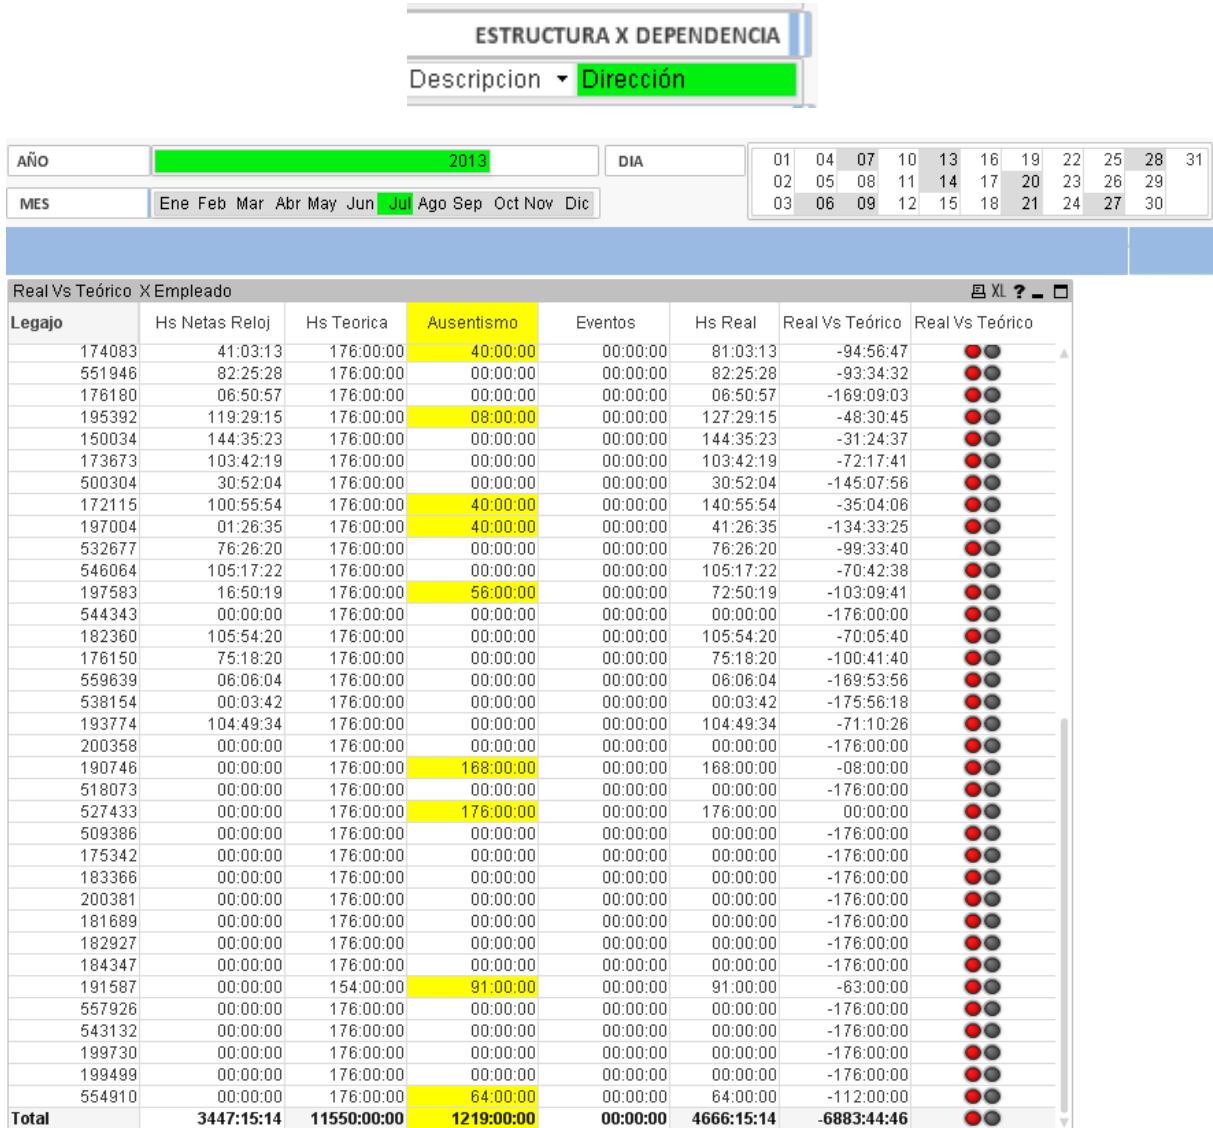 ESTRUCTURA X DEPENDENCIA
Descripcion Dirección
AÑO 2013 DIA 01 04 07 10 13 16 19 22 25 28 31
02 05 08 11 14 17 20 23 26 29
MES Ene Feb Mar Abr May Jun Jul Ago Sep Oct Nov Dic 03 06 09 12 15 18 21 24 27 30
Real Vs Teórico X Empleado XL ?
Legajo Hs Netas Reloj Hs Teorica Ausentismo Eventos Hs Real Real Vs Teórico Real Vs Teórico
174083 41:03:13 176:00:00 40:00:00 00:00:00 81:03:13 -94:56:47
551946 82:25:28 176:00:00 00:00:00 00:00:00 82:25:28 -93:34:32
176180 06:50:57 176:00:00 00:00:00 00:00:00 06:50:57 -169:09:03
195392 119:29:15 176:00:00 08:00:00 00:00:00 127:29:15 -48:30:45
150034 144:35:23 176:00:00 00:00:00 00:00:00 144:35:23 -31:24:37
173673 103:42:19 176:00:00 00:00:00 00:00:00 103:42:19 -72:17:41
500304 30:52:04 176:00:00 00:00:00 00:00:00 30:52:04 -145:07:56
172115 100:55:54 176:00:00 40:00:00 00:00:00 140:55:54 -35:04:06
197004 01:26:35 176:00:00 40:00:00 00:00:00 41:26:35 -134:33:25
532677 76:26:20 176:00:00 00:00:00 00:00:00 76:26:20 -99:33:40
546064 105:17:22 176:00:00 00:00:00 00:00:00 105:17:22 -70:42:38
197583 16:50:19 176:00:00 56:00:00 00:00:00 72:50:19 -103:09:41
544343 00:00:00 176:00:00 00:00:00 00:00:00 00:00:00 -176:00:00
182360 105:54:20 176:00:00 00:00:00 00:00:00 105:54:20 -70:05:40
176150 75:18:20 176:00:00 00:00:00 00:00:00 75:18:20 -100:41:40
559639 06:06:04 176:00:00 00:00:00 00:00:00 06:06:04 -169:53:56
538154 00:03:42 176:00:00 00:00:00 00:00:00 00:03:42 -175:56:18
193774 104:49:34 176:00:00 00:00:00 00:00:00 104:49:34 -71:10:26
200358 00:00:00 176:00:00 00:00:00 00:00:00 00:00:00 -176:00:00
190746 00:00:00 176:00:00 168:00:00 00:00:00 168:00:00 -08:00:00
518073 00:00:00 176:00:00 00:00:00 00:00:00 00:00:00 -176:00:00
527433 00:00:00 176:00:00 176:00:00 00:00:00 176:00:00 00:00:00
509386 00:00:00 176:00:00 00:00:00 00:00:00 00:00:00 -176:00:00
175342 00:00:00 176:00:00 00:00:00 00:00:00 00:00:00 -176:00:00
183366 00:00:00 176:00:00 00:00:00 00:00:00 00:00:00 -176:00:00
200381 00:00:00 176:00:00 00:00:00 00:00:00 00:00:00 -176:00:00
181689 00:00:00 176:00:00 00:00:00 00:00:00 00:00:00 -176:00:00
182927 00:00:00 176:00:00 00:00:00 00:00:00 00:00:00 -176:00:00
184347 00:00:00 176:00:00 00:00:00 00:00:00 00:00:00 -176:00:00
191587 00:00:00 154:00:00 91:00:00 00:00:00 91:00:00 -63:00:00
557926 00:00:00 176:00:00 00:00:00 00:00:00 00:00:00 -176:00:00
543132 00:00:00 176:00:00 00:00:00 00:00:00 00:00:00 -176:00:00
199730 00:00:00 176:00:00 00:00:00 00:00:00 00:00:00 -176:00:00
199499 00:00:00 176:00:00 00:00:00 00:00:00 00:00:00 -176:00:00
554910 00:00:00 176:00:00 64:00:00 00:00:00 64:00:00 -112:00:00
Total 3447:15:14 11550:00:00 1219:00:00 00:00:00 4666:15:14 -6883:44:46